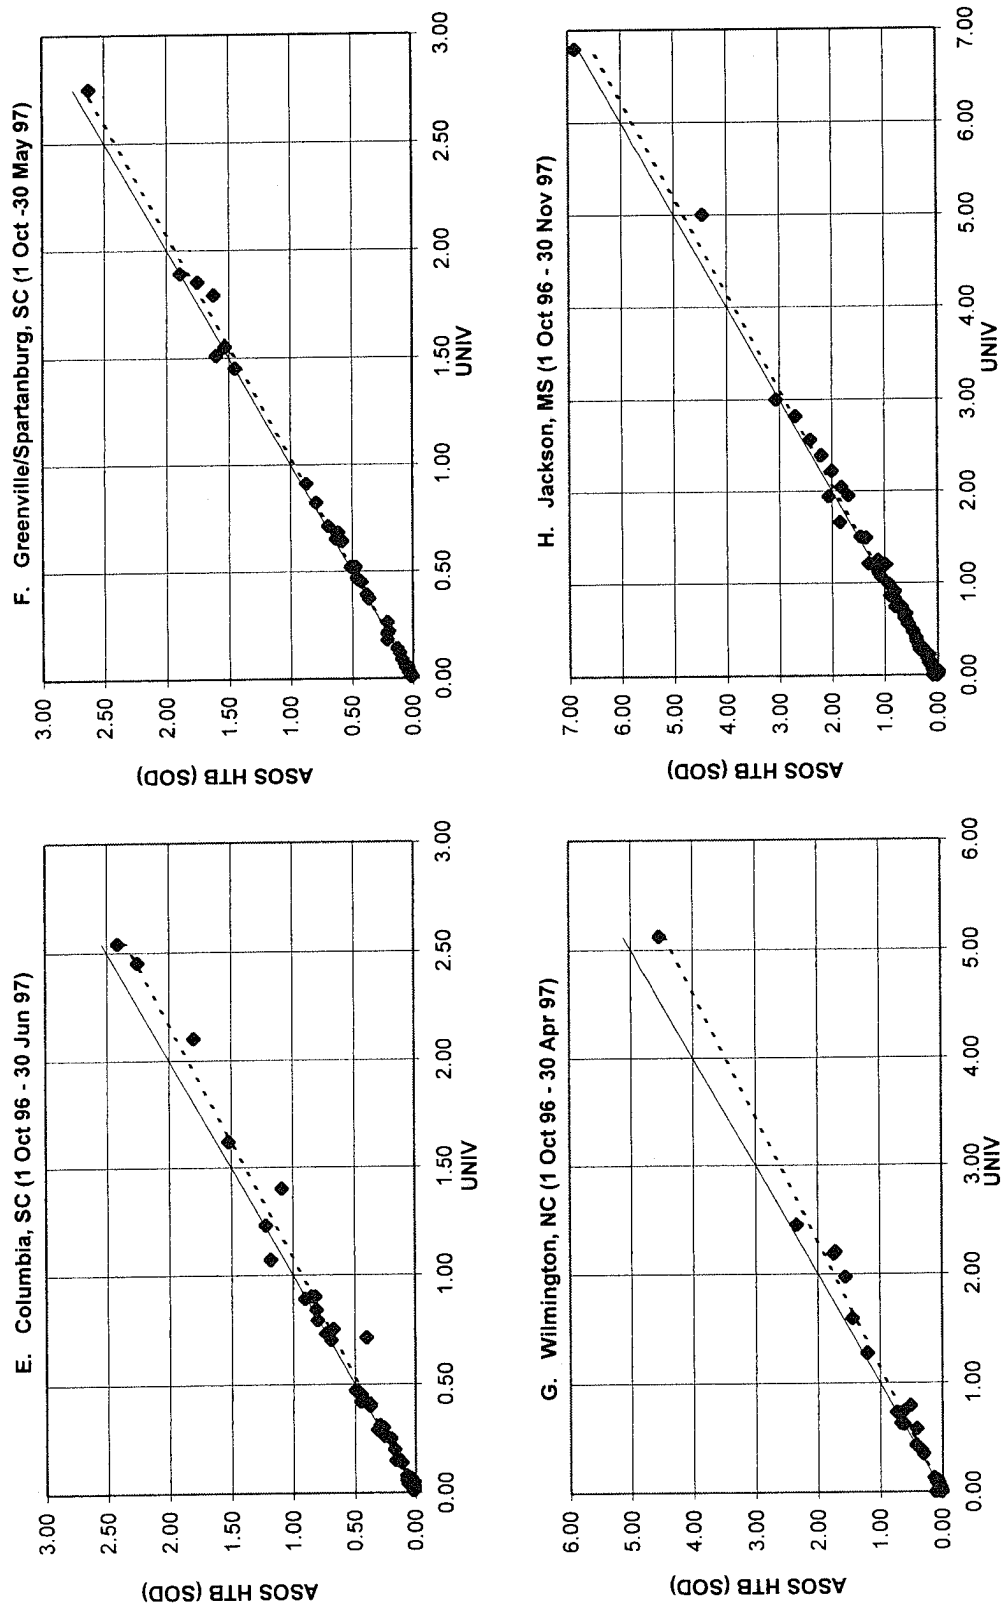 E. Columbia, SC (1 Oct 96 - 30 Jun 97)
ASOS HTB (SOD)
3.00
2.50
2.00
1.50
1.00
0.50
0.00
0.00 0.50 1.00 1.50 2.00 2.50 3.00
UNIV
F. Greenville/Spartanburg, SC (1 Oct -30 May 97)
ASOS HTB (SOD)
3.00
2.50
2.00
1.50
1.00
0.50
0.00
0.00 0.50 1.00 1.50 2.00 2.50 3.00
UNIV
G. Wilmington, NC (1 Oct 96 - 30 Apr 97)
ASOS HTB (SOD)
6.00
5.00
4.00
3.00
2.00
1.00
0.00
0.00 1.00 2.00 3.00 4.00 5.00 6.00
UNIV
H. Jackson, MS (1 Oct 96 - 30 Nov 97)
ASOS HTB (SOD)
7.00
6.00
5.00
4.00
3.00
2.00
1.00
0.00
0.00 1.00 2.00 3.00 4.00 5.00 6.00 7.00
UNIV